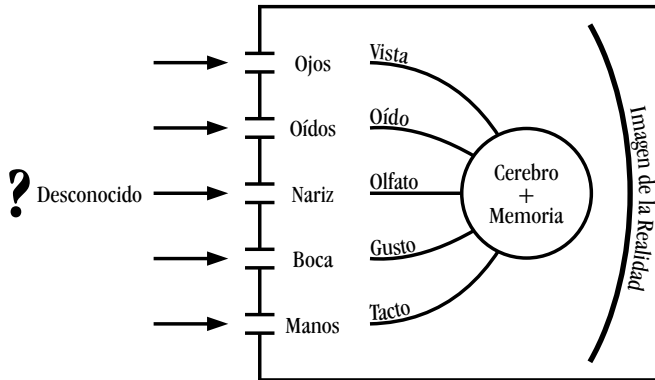 Ojos Vista
Oídos Oído
? Desconocido Nariz Olfato
Cerebro
+
Memoria
Boca Gusto
Manos Tacto
Imagen de la Realidad